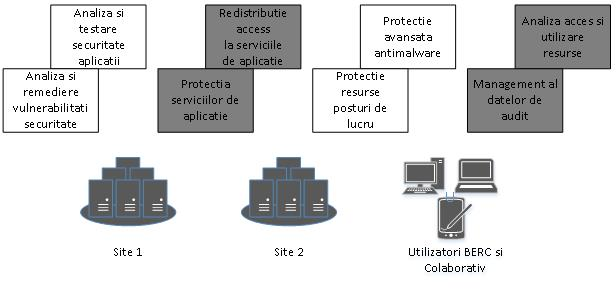 Analiza si
testare
securitate
aplicatii
Redistributie
access
la serviciile
de aplicatie
Protectie
avansata
antimalware
Analiza acces si
utilizare
resurse
Analiza si
remediere
vulnerabilitati
securitate
Protectia
serviciilor de
aplicatie
Protectie
resurse
posturi de
lucru
Management al
datelor de
audit
Site 1
Site 2
Utilizatori BERC si
Colaborativ